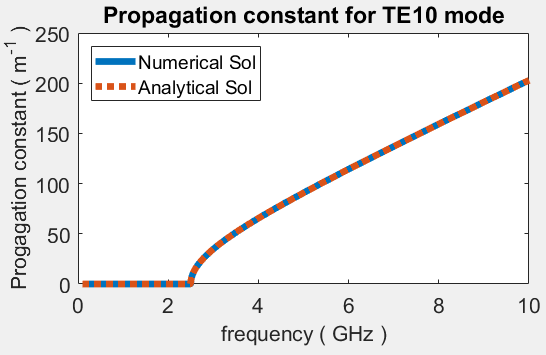 Propagation constant for TE10 mode
Progagation constant ( m-1 )
250
200
150
100
50
0
Numerical Sol
Analytical Sol
0 2 4 6 8 10
frequency ( GHz )